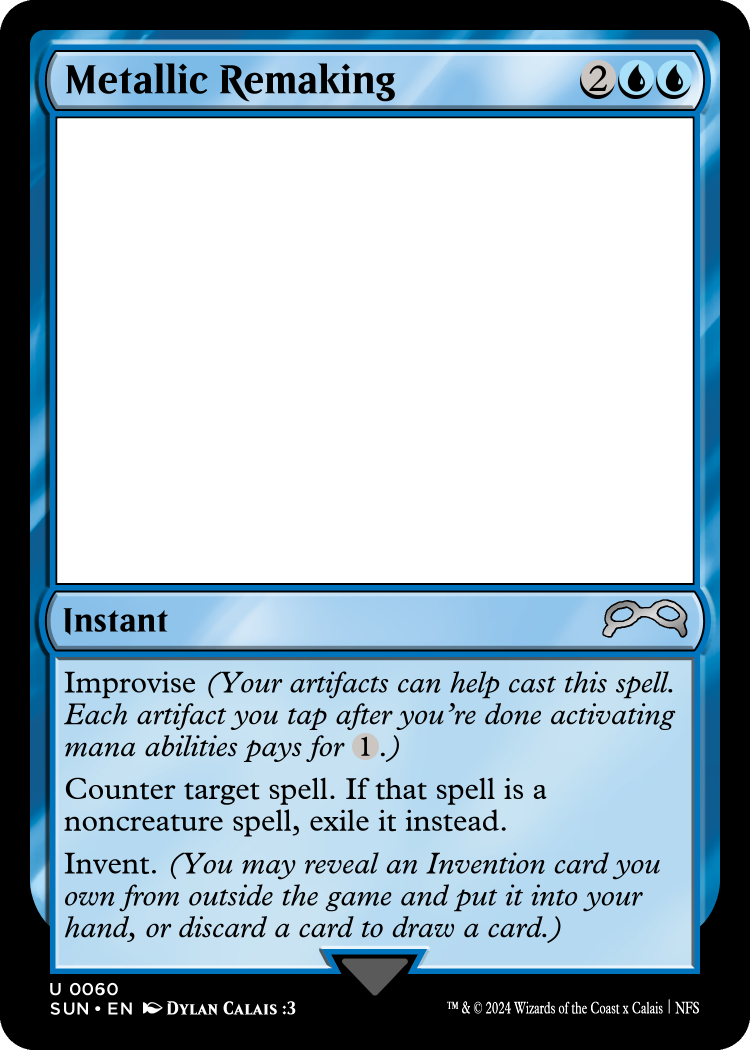 Metallic Remaking 2
Instant
Improvise (Your artifacts can help cast this spell.
Each artifact you tap after you're done activating
mana abilities pays for 1.)
Counter target spell. If that spell is a
noncreature spell, exile it instead.
Invent. (You may reveal an Invention card you
own from outside the game and put it into your
hand, or discard a card to draw a card.)
U 0060
SUN • EN DYLAN CALAIS :3
™ & © 2024 Wizards of the Coast x Calais | NFS